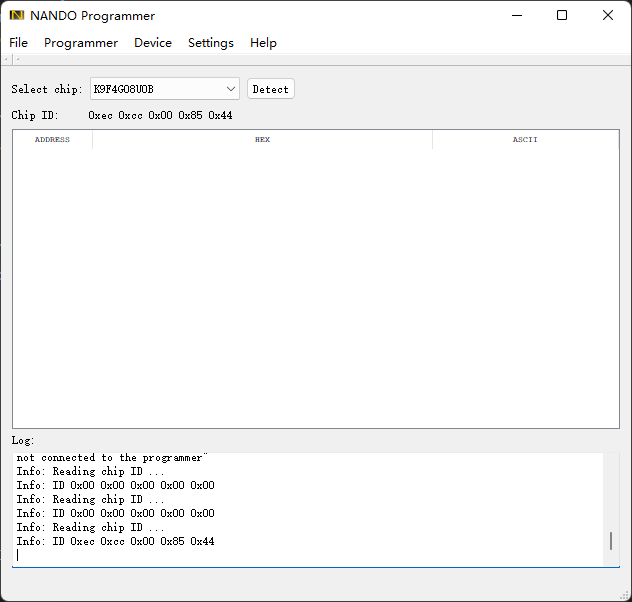 NANDO Programmer
File Programmer Device Settings Help
Select chip: K9F4G08U0B Detect
Chip ID: 0xec 0xcc 0x00 0x85 0x44
ADDRESS HEX ASCII
Log:
not connected to the programmer"
Info: Reading chip ID ...
Info: ID 0x00 0x00 0x00 0x00 0x00
Info: Reading chip ID ...
Info: ID 0x00 0x00 0x00 0x00 0x00
Info: Reading chip ID ...
Info: ID 0xec 0xcc 0x00 0x85 0x44